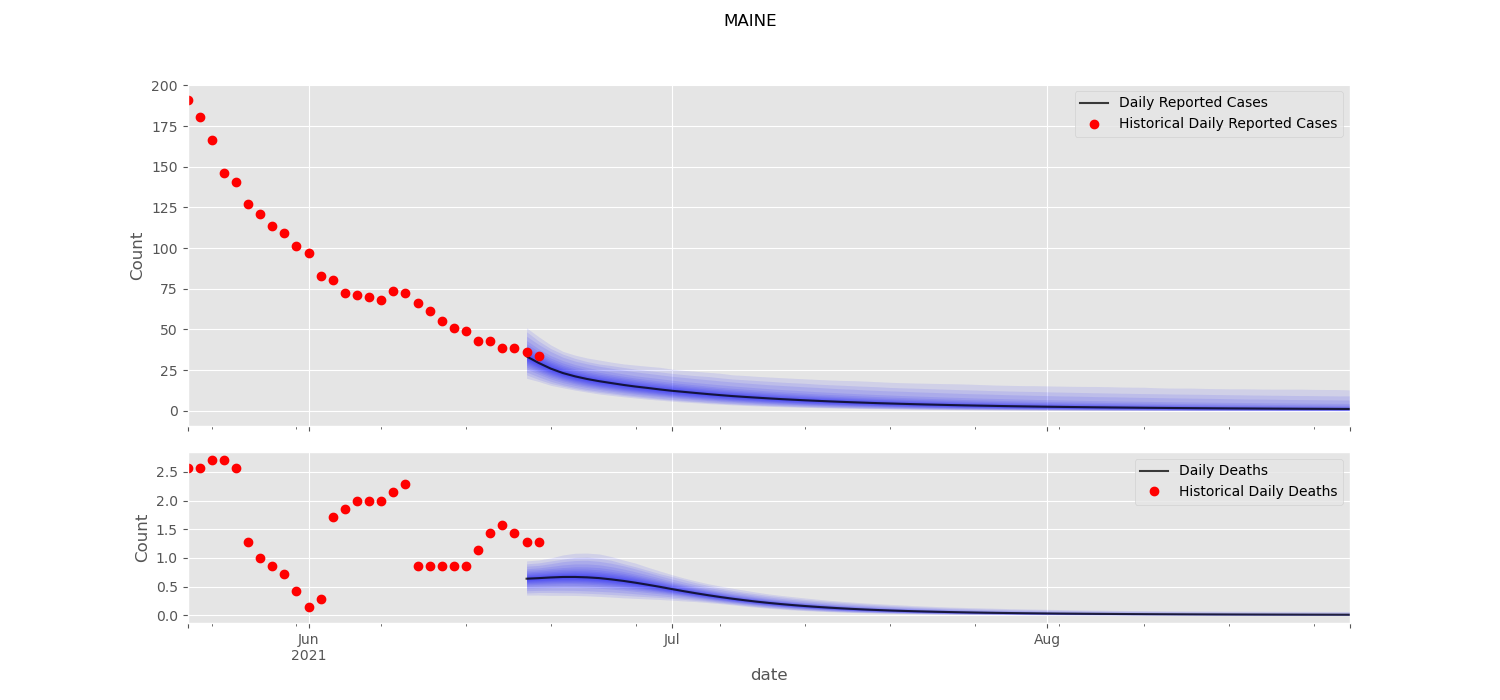 MAINE
200
175
150
125
100
75
50
25
0
Count
Daily Reported Cases
Historical Daily Reported Cases
2.5
2.0
1.5
1.0
0.5
0.0
Count
Daily Deaths
Historical Daily Deaths
Jun
2021
Jul
Aug
date